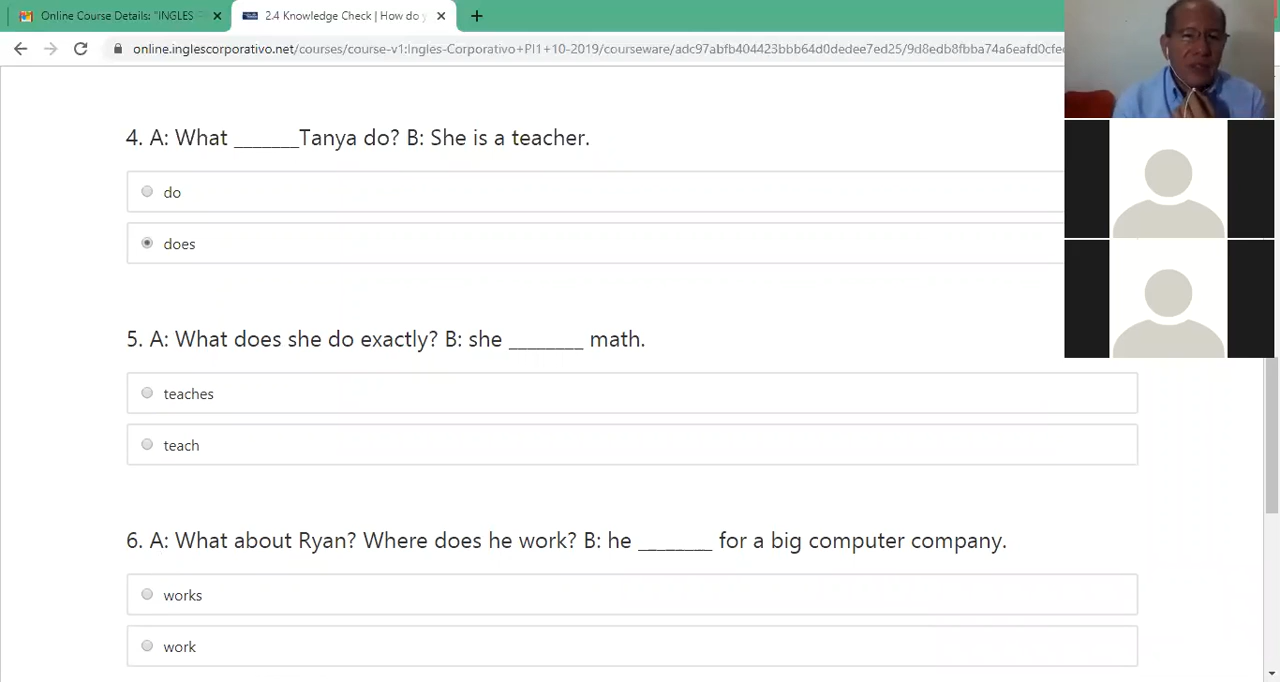 Online Course Details: "INGLES
2.4 Knowledge Check | How do y
online.inglescorporativo.net/courses/course-v1:Ingles-Corporativo+PI1+10-2019/courseware/adc97abfb404423bbb64d0dedee7ed25/9d8edb8fbba74a6eafd0cfe
4. A: What _______Tanya do? B: She is a teacher.
do
does
5. A: What does she do exactly? B: she ________ math.
teaches
teach
6. A: What about Ryan? Where does he work? B: he ________ for a big computer company.
works
work